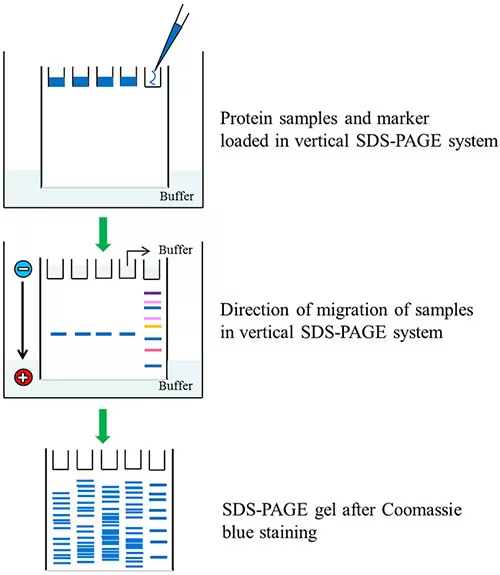 Protein samples and marker
loaded in vertical SDS-PAGE system
Buffer
Buffer
Direction of migration of samples
in vertical SDS-PAGE system
Buffer
SDS-PAGE gel after Coomassie
blue staining